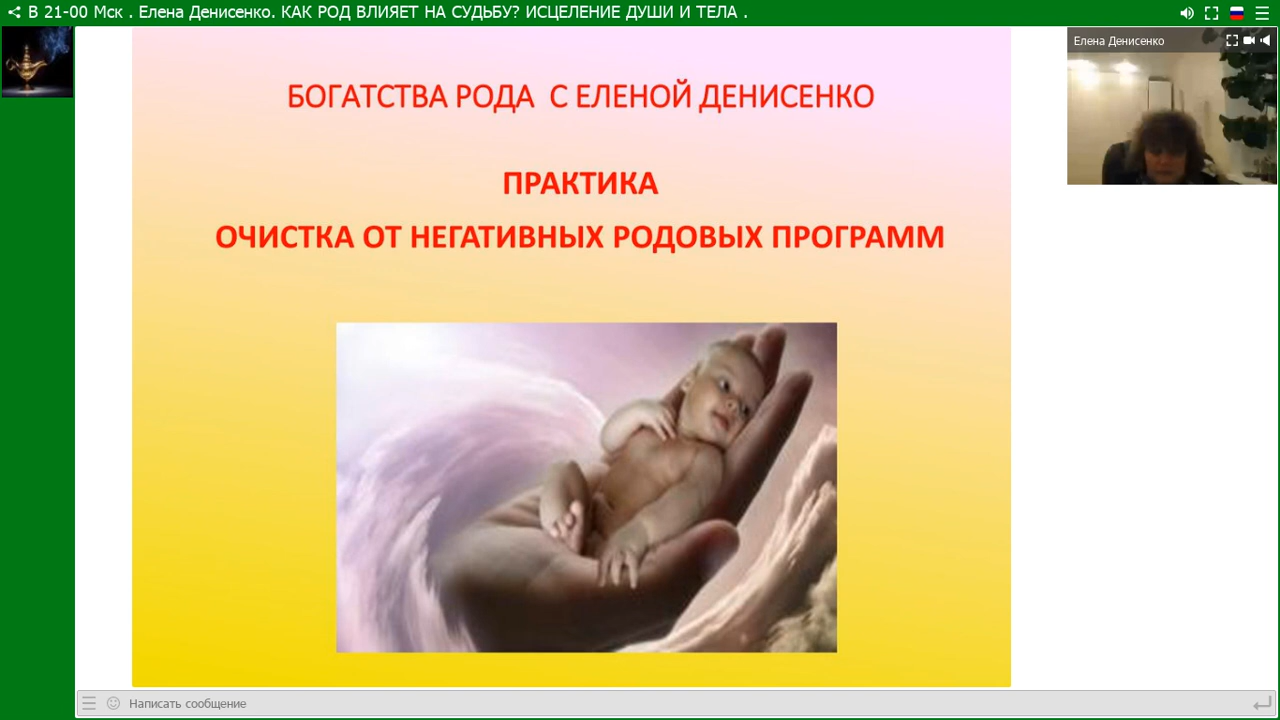 В 21-00 Мск . Елена Денисенко. КАК РОД ВЛИЯЕТ НА СУДЬБУ? ИСЦЕЛЕНИЕ ДУШИ И ТЕЛА .
Елена Денисенко
БОГАТСТВА РОДА С ЕЛЕНОЙ ДЕНИСЕНКО
ПРАКТИКА
ОЧИСТКА ОТ НЕГАТИВНЫХ РОДОВЫХ ПРОГРАММ
Написать сообщение